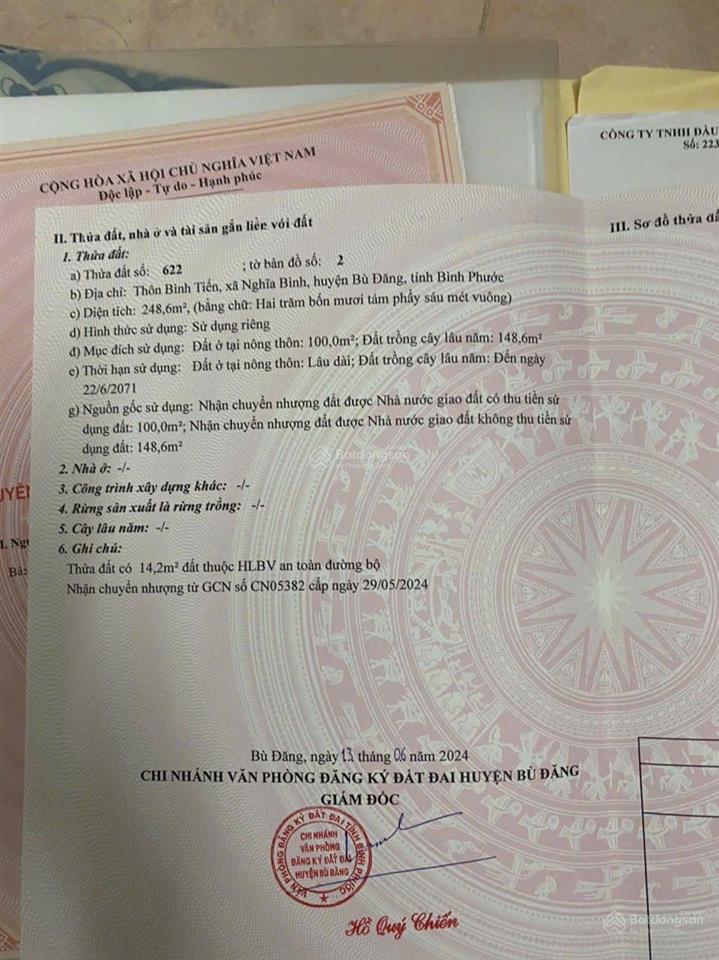 CỘNG HÒA XÃ HỘI CHỦ NGHĨA VIỆT NAM
Độc lập - Tự do - Hạnh phúc
CÔNG TY TNHH ĐẦU
Số: 223
II. Thửa đất, nhà ở và tài sản gắn liền với đất
1. Thửa đất:
a) Thửa đất số: 622 ; tờ bản đồ số: 2
b) Địa chỉ: Thôn Bình Tiến, xã Nghĩa Bình, huyện Bù Đăng, tỉnh Bình Phước
c) Diện tích: 248,6m², (bằng chữ: Hai trăm bốn mươi tám phẩy sáu mét vuông)
d) Hình thức sử dụng: Sử dụng riêng
đ) Mục đích sử dụng: Đất ở tại nông thôn: 100,0m²; Đất trồng cây lâu năm: 148,6m²
e) Thời hạn sử dụng: Đất ở tại nông thôn: Lâu dài; Đất trồng cây lâu năm: Đến ngày
22/6/2071
g) Nguồn gốc sử dụng: Nhận chuyển nhượng đất được Nhà nước giao đất có thu tiền sử
dụng đất: 100,0m²; Nhận chuyển nhượng đất được Nhà nước giao đất không thu tiền sử
dụng đất: 148,6m²
2. Nhà ở: -/-
3. Công trình xây dựng khác: -/-
4. Rừng sản xuất là rừng trồng: -/-
5. Cây lâu năm: -/-
6. Ghi chú:
Thửa đất có 14,2m² đất thuộc HLBV an toàn đường bộ
Nhận chuyển nhượng từ GCN số CN05382 cấp ngày 29/05/2024
III. Sơ đồ thửa đấ
Bù Đăng, ngày 13 tháng 06 năm 2024
CHI NHÁNH VĂN PHÒNG ĐĂNG KÝ ĐẤT ĐAI HUYỆN BÙ ĐĂNG
GIÁM ĐỐC
VĂN PHÒNG ĐĂNG KÝ ĐẤT ĐAI TỈNH BÌNH PHƯỚC
CHI NHÁNH
VĂN PHÒNG
ĐĂNG KÝ ĐẤT ĐAI
HUYỆN BÙ ĐĂNG
Hồ Quý Chiến
Batdongsan
Batdongsan